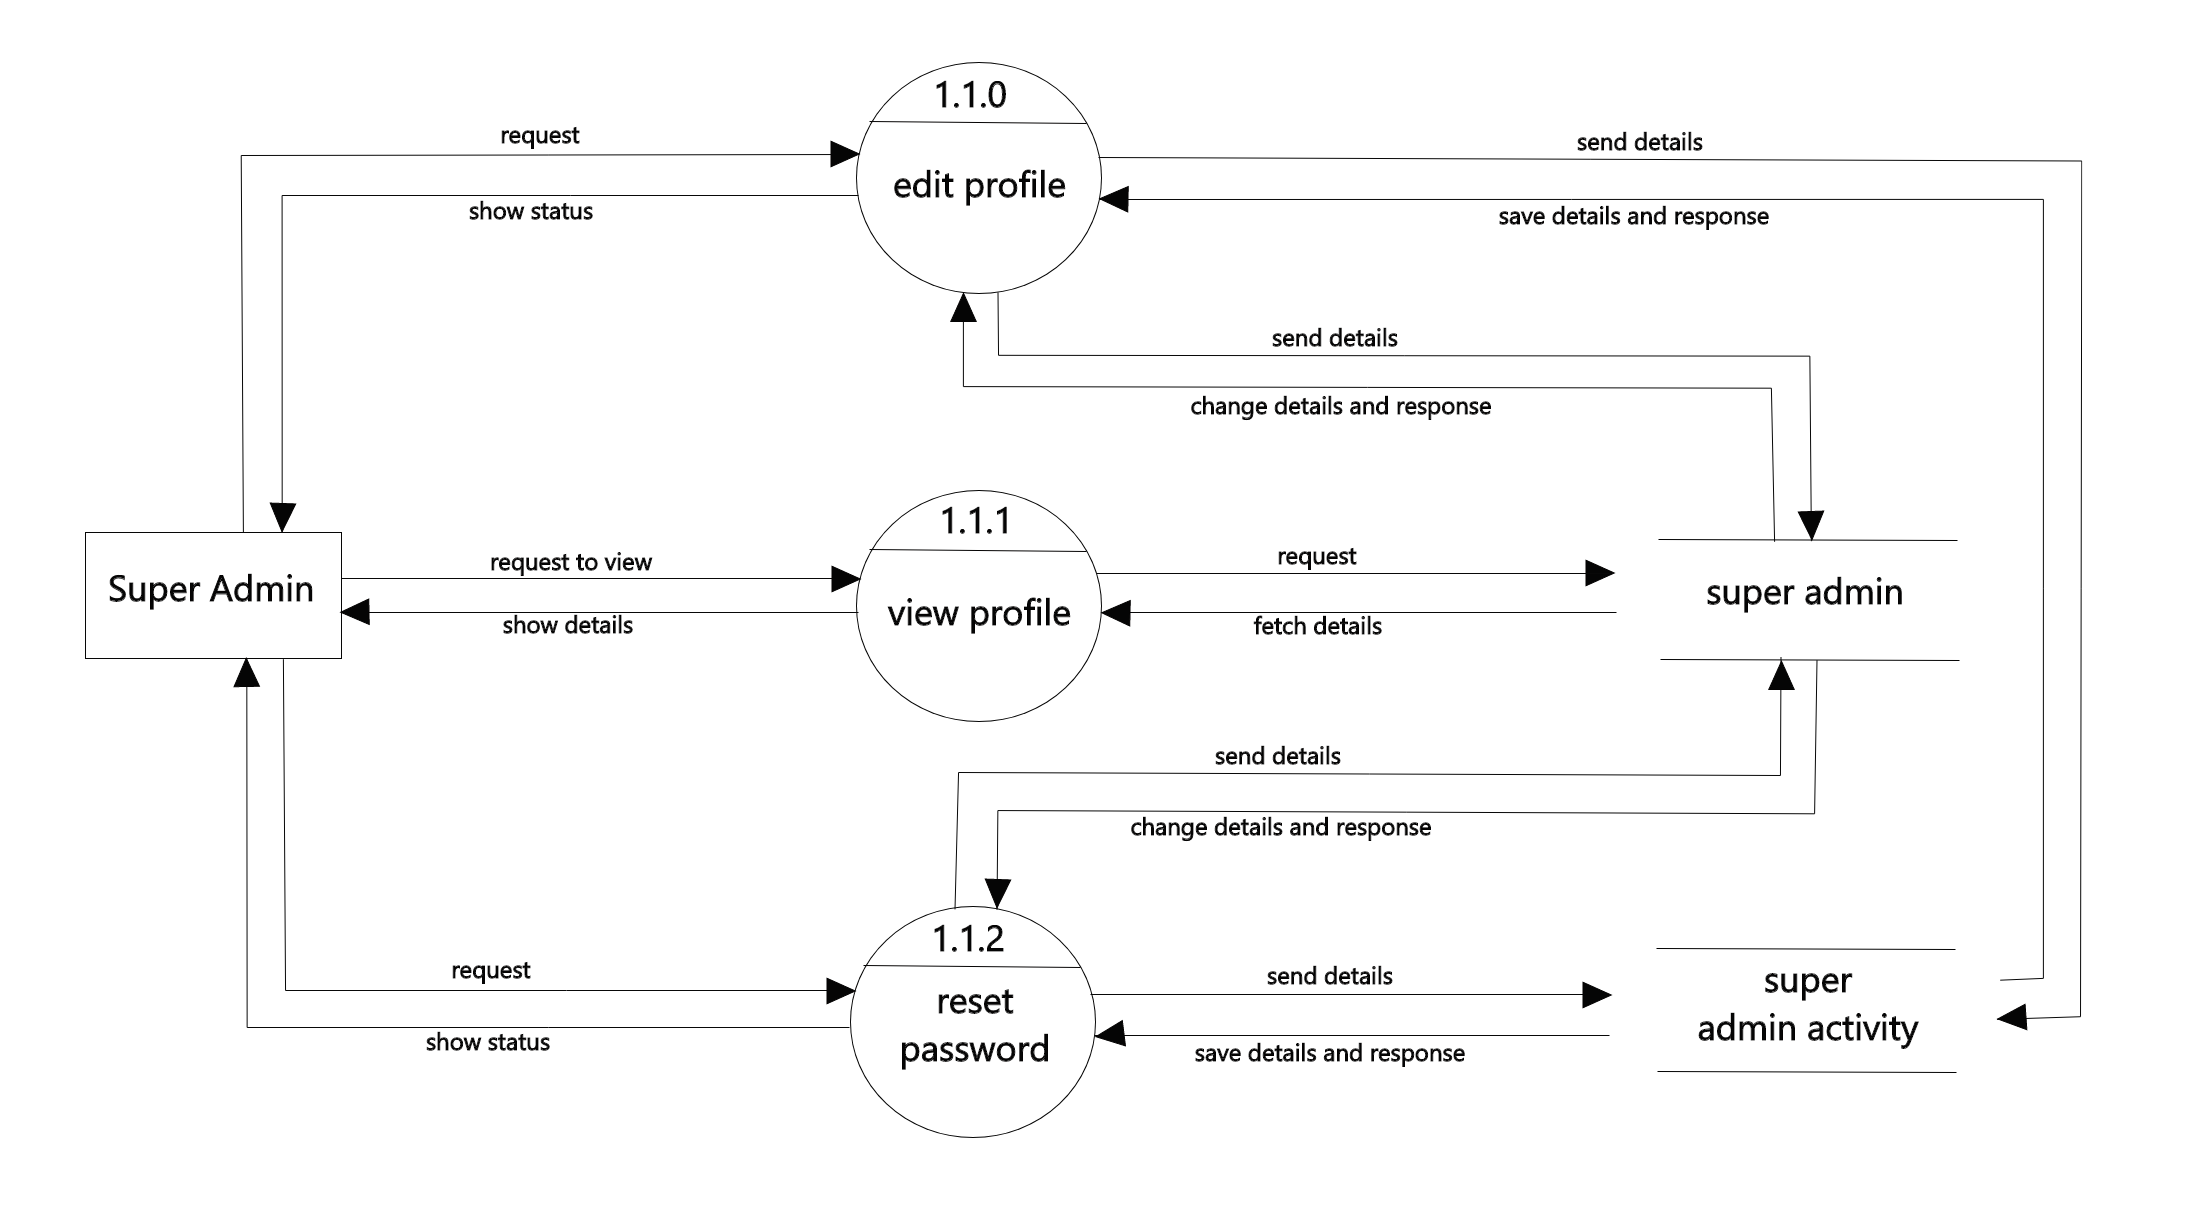 1.1.0
edit profile
request
show status
send details
save details and response
send details
change details and response
Super Admin
request to view
show details
1.1.1
view profile
request
fetch details
super admin
send details
change details and response
1.1.2
reset
password
request
show status
send details
save details and response
super
admin activity